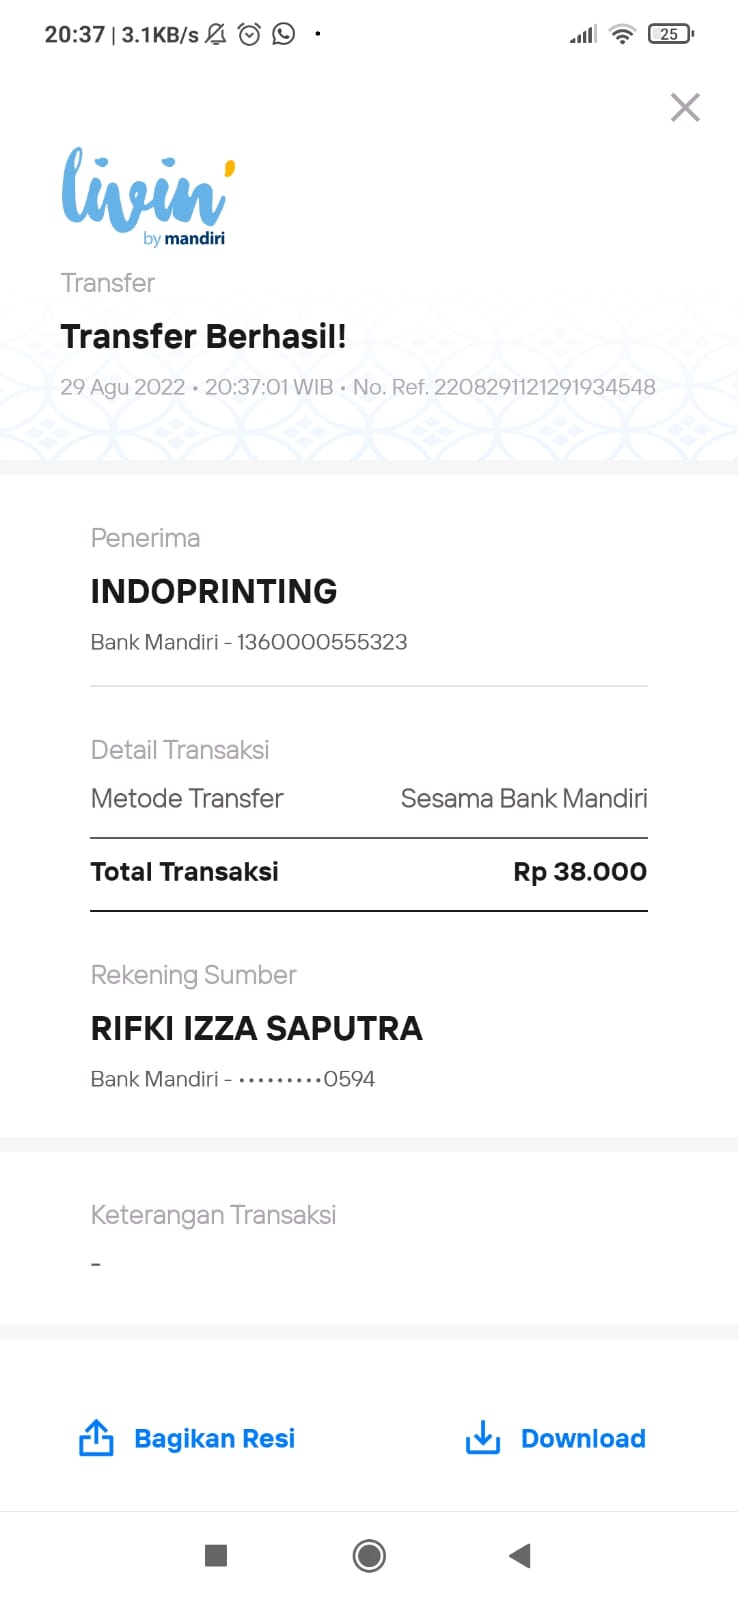 20:37 | 3.1KB/s
25
livin'
by mandiri
Transfer
Transfer Berhasil!
29 Agu 2022 • 20:37:01 WIB • No. Ref. 2208291121291934548
Penerima
INDOPRINTING
Bank Mandiri - 1360000555323
Detail Transaksi
Metode Transfer Sesama Bank Mandiri
Total Transaksi Rp 38.000
Rekening Sumber
RIFKI IZZA SAPUTRA
Bank Mandiri - •••••••••0594
Keterangan Transaksi
-
Bagikan Resi Download